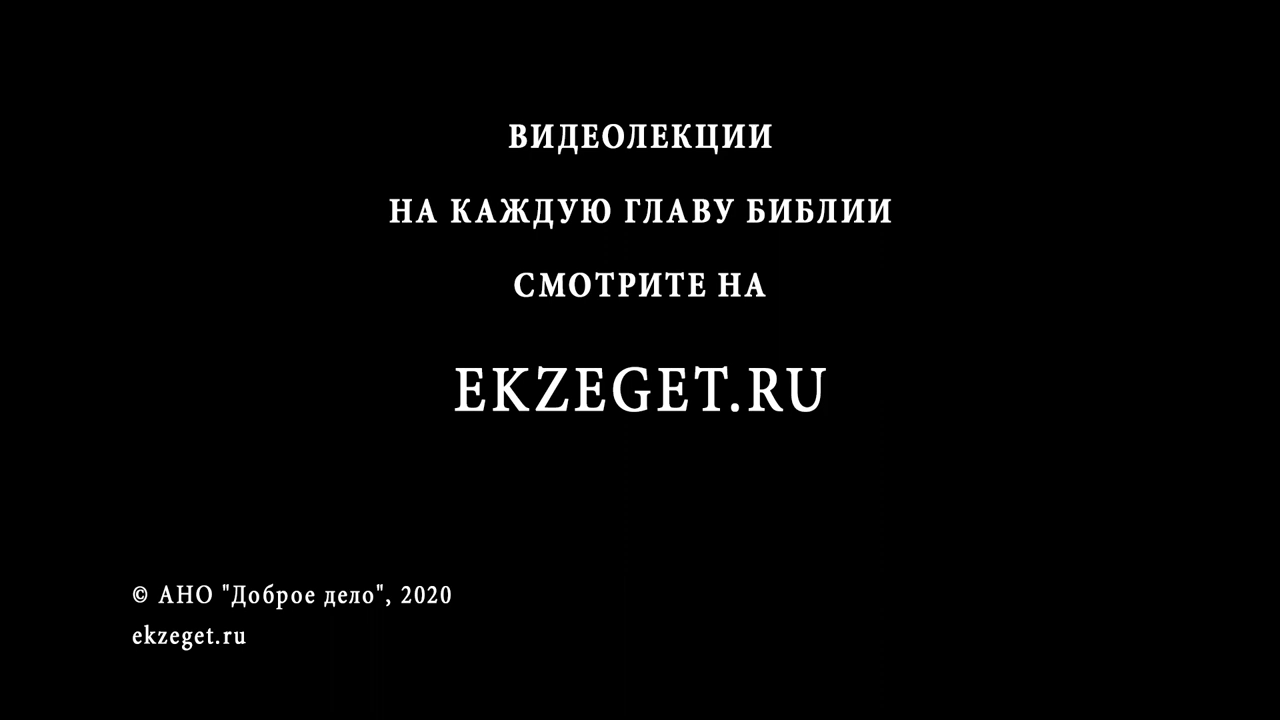 ВИДЕОЛЕКЦИИ
НА КАЖДУЮ ГЛАВУ БИБЛИИ
СМОТРИТЕ НА
EKZEGET.RU
© АНО "Доброе дело", 2020
ekzeget.ru